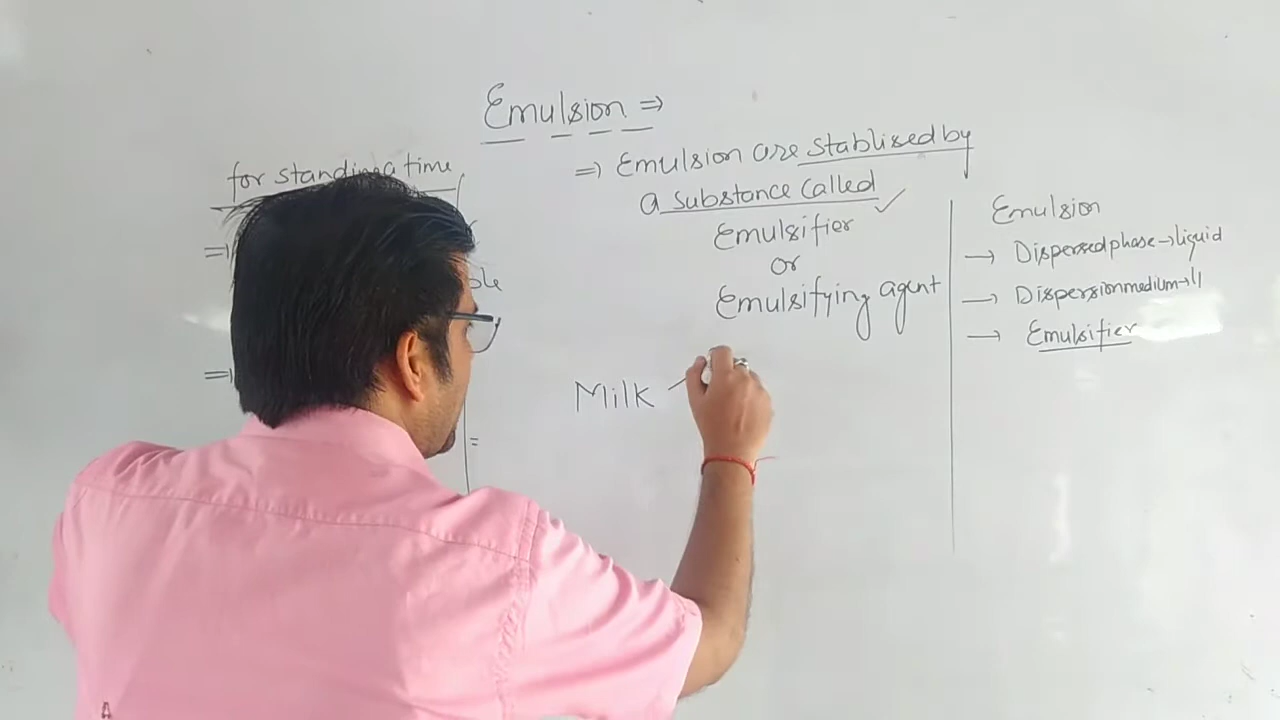 Emulsion ⇒
for standing a time
⇒
ble
⇒
=
⇒ Emulsion are stablised by
a substance called ✓
Emulsifier
or
Emulsifying agent
Milk
Emulsion
→ Dispersed phase → liquid
→ Dispersion medium → "
→ Emulsifier